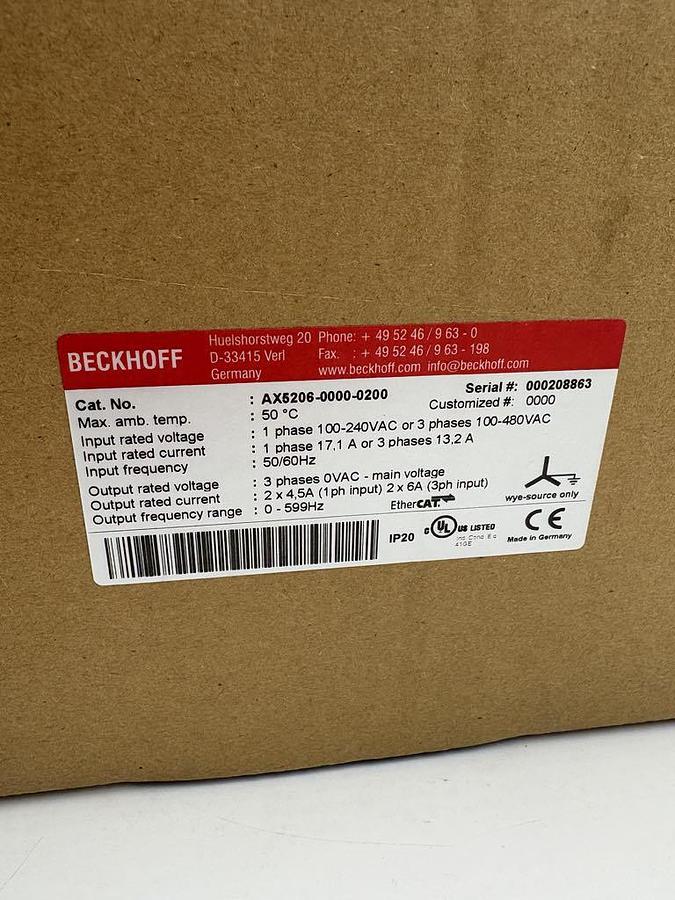 BECKHOFF
Huelshorstweg 20 Phone: + 49 52 46 / 9 63 - 0
D-33415 Verl Fax. : + 49 52 46 / 9 63 - 198
Germany www.beckhoff.com info@beckhoff.com
Cat. No. : AX5206-0000-0200 Serial #: 000208863
Max. amb. temp. : 50 °C Customized #: 0000
Input rated voltage : 1 phase 100-240VAC or 3 phases 100-480VAC
Input rated current : 1 phase 17,1 A or 3 phases 13,2 A
Input frequency : 50/60Hz
Output rated voltage : 3 phases 0VAC - main voltage
Output rated current : 2 x 4,5A (1ph input) 2 x 6A (3ph input)
Output frequency range : 0 - 599Hz
EtherCAT
wye-source only
IP20
c UL US LISTED
Ind. Cond. Eq.
41GE
CE
Made in Germany